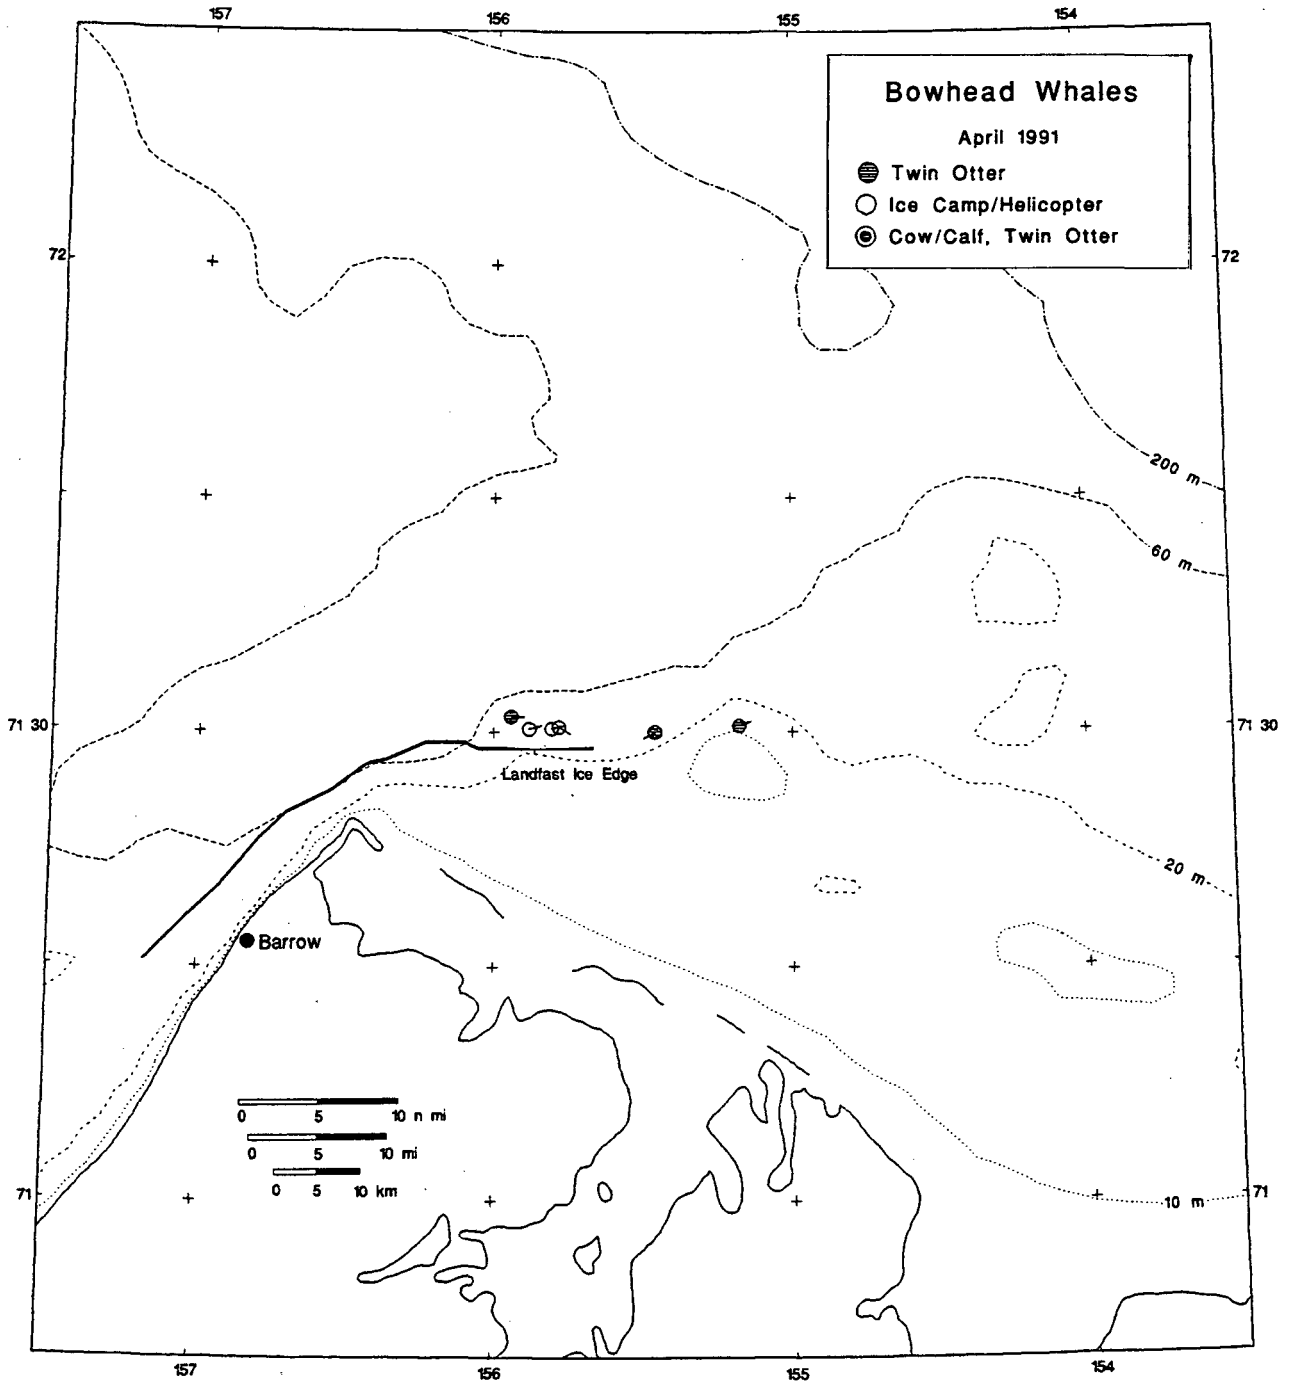 157 156 155 154
Bowhead Whales
April 1991
Twin Otter
Ice Camp/Helicopter
Cow/Calf, Twin Otter
72 72
200 m
60 m
71 30 71 30
Landfast Ice Edge
20 m
Barrow
0 5 10 n mi
0 5 10 mi
0 5 10 km
71 71
10 m
157 156 155 154